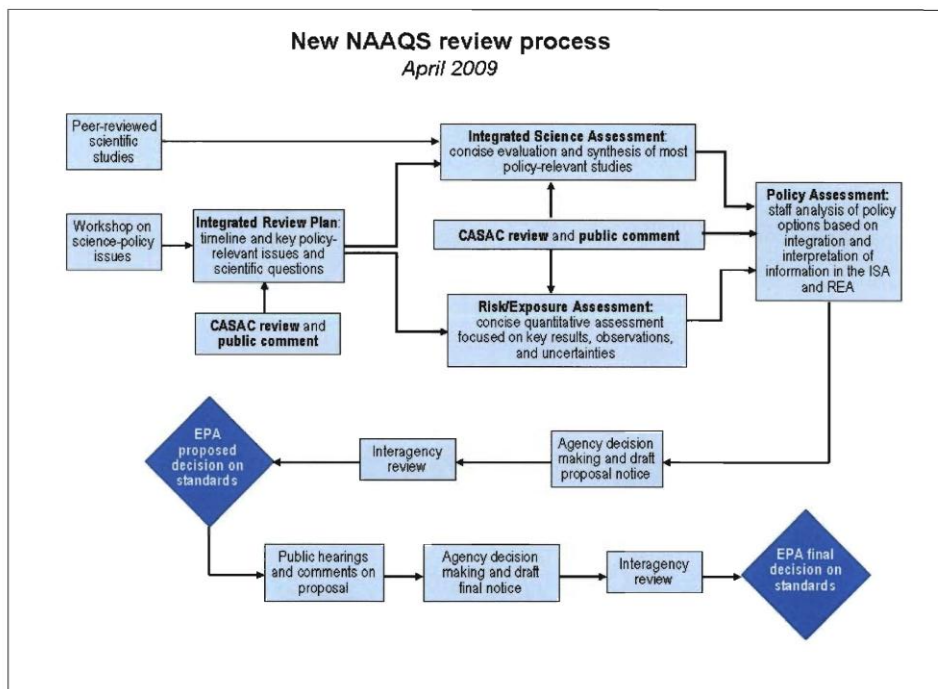 New NAAQS review process
April 2009
Peer-reviewed
scientific
studies
Integrated Science Assessment:
concise evaluation and synthesis of most
policy-relevant studies
Workshop on
science-policy
issues
Integrated Review Plan:
timeline and key policy-
relevant issues and
scientific questions
CASAC review and
public comment
CASAC review and public comment
Risk/Exposure Assessment:
concise quantitative assessment
focused on key results, observations,
and uncertainties
Policy Assessment:
staff analysis of policy
options based on
integration and
interpretation of
information in the ISA
and REA
Agency decision
making and draft
proposal notice
Interagency
review
EPA
proposed
decision on
standards
Public hearings
and comments on
proposal
Agency decision
making and draft
final notice
Interagency
review
EPA final
decision on
standards